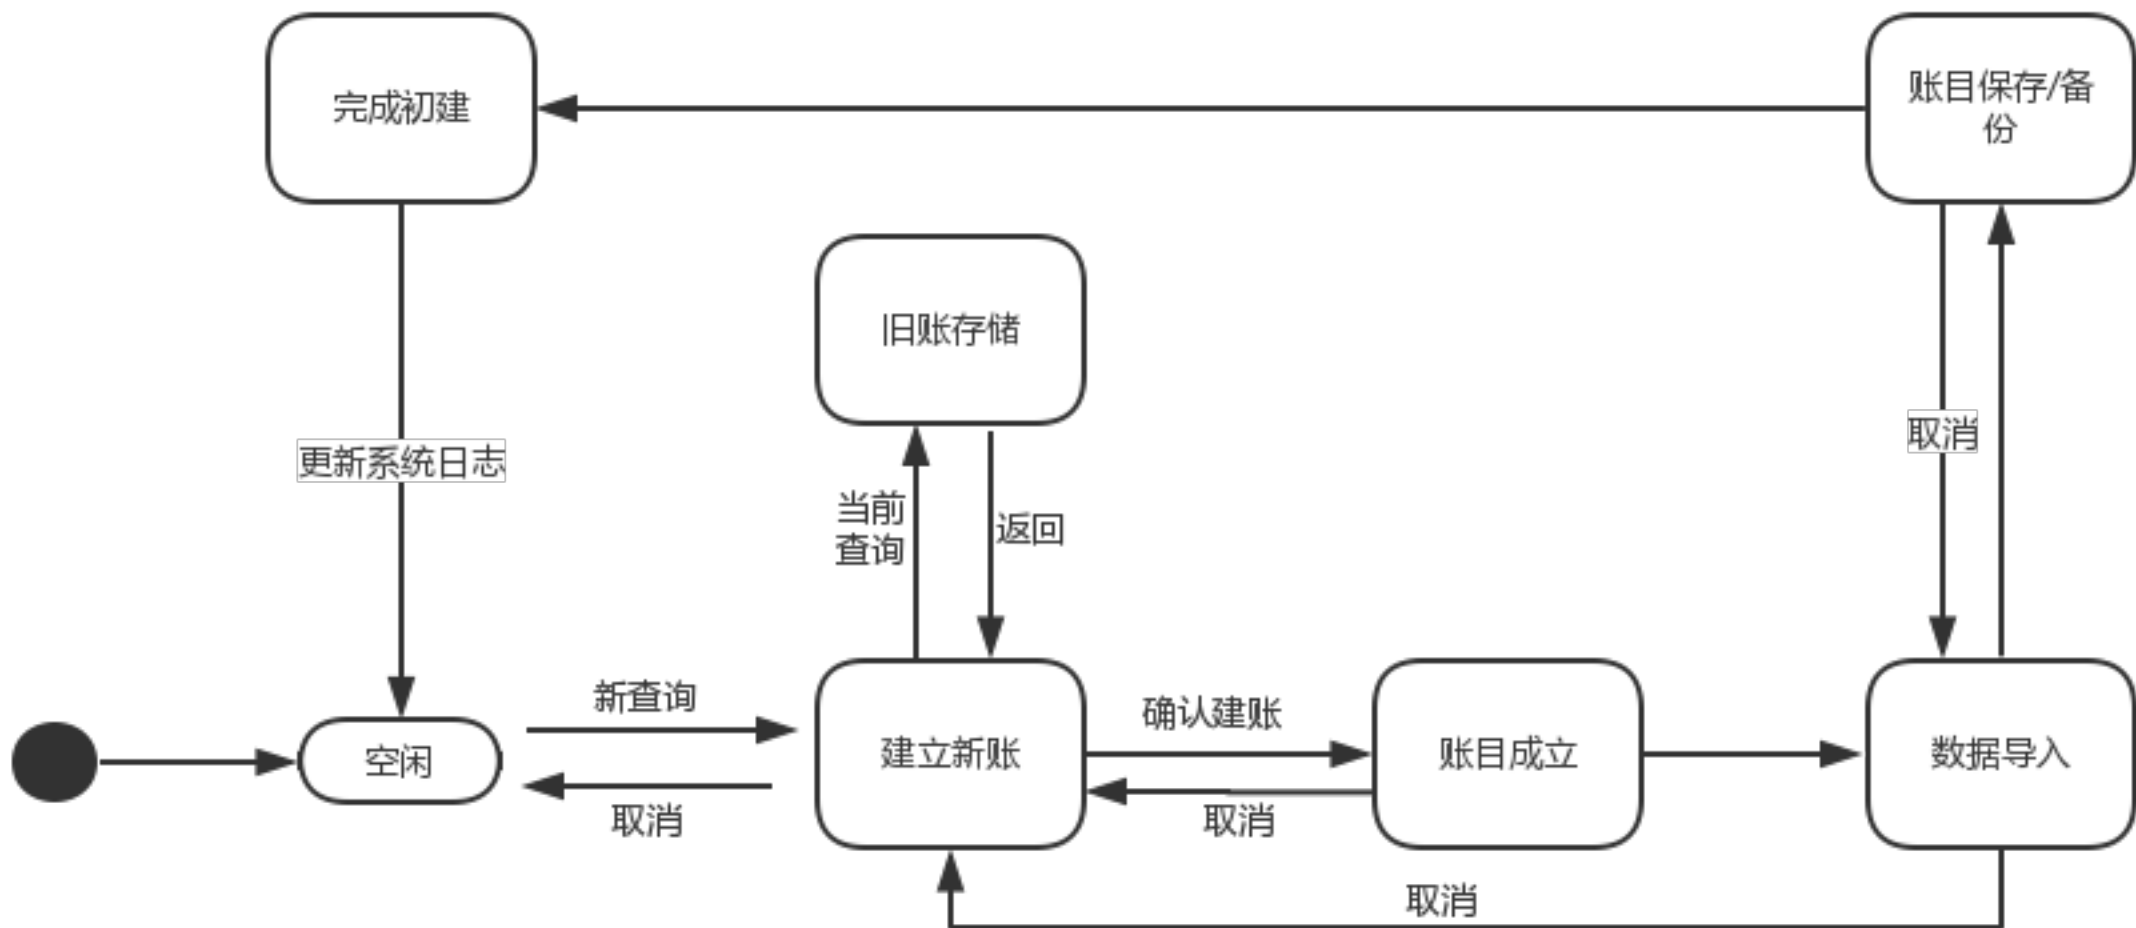 完成初建
账目保存/备
份
旧账存储
更新系统日志
取消
当前
查询
返回
新查询
确认建账
空闲
建立新账
账目成立
数据导入
取消
取消
取消